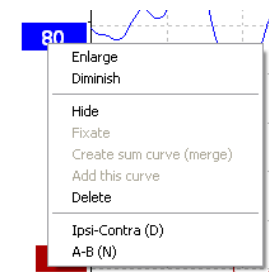 80
Enlarge
Diminish
Hide
Fixate
Create sum curve (merge)
Add this curve
Delete
Ipsi-Contra (D)
A-B (N)